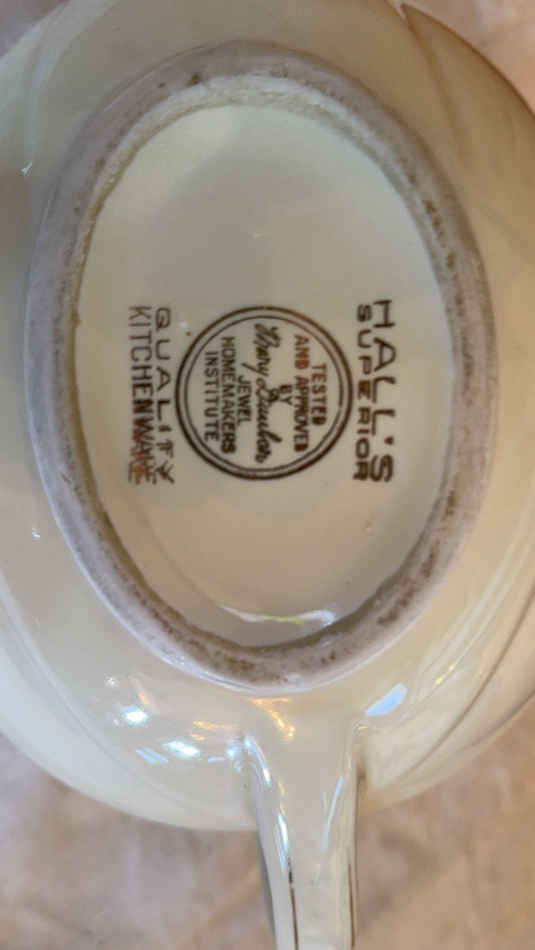 HALL'S
SUPERIOR
TESTED
AND APPROVED
BY
Mary Dunbar
JEWEL
HOMEMAKERS
INSTITUTE
QUALITY
KITCHENWARE